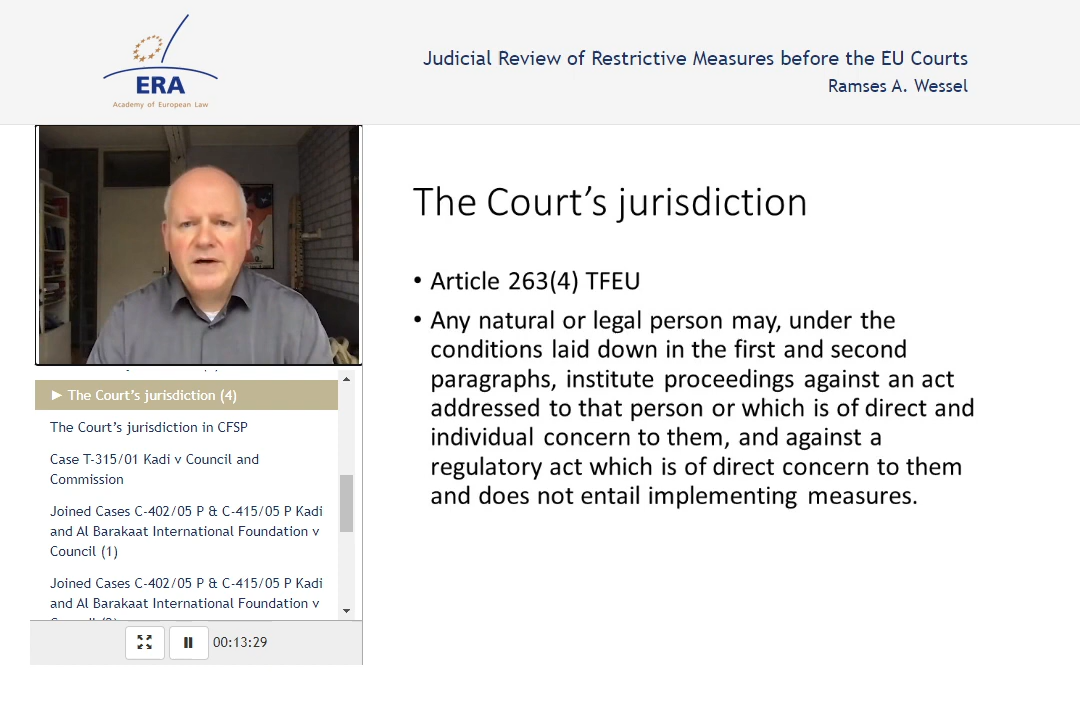 ERA
Academy of European Law
Judicial Review of Restrictive Measures before the EU Courts
Ramses A. Wessel
The Court’s jurisdiction
• Article 263(4) TFEU
• Any natural or legal person may, under the
conditions laid down in the first and second
paragraphs, institute proceedings against an act
addressed to that person or which is of direct and
individual concern to them, and against a
regulatory act which is of direct concern to them
and does not entail implementing measures.
► The Court’s jurisdiction (4)
The Court’s jurisdiction in CFSP
Case T-315/01 Kadi v Council and
Commission
Joined Cases C-402/05 P & C-415/05 P Kadi
and Al Barakaat International Foundation v
Council (1)
Joined Cases C-402/05 P & C-415/05 P Kadi
and Al Barakaat International Foundation v
00:13:29